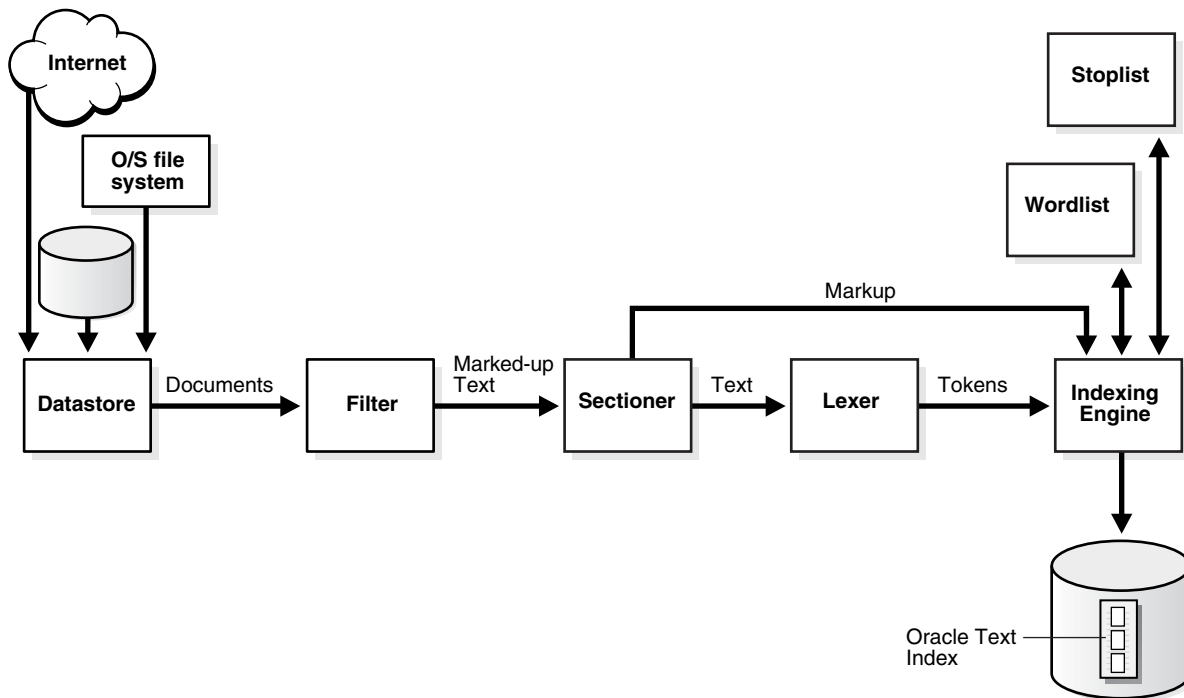 Internet
O/S file
system
Stoplist
Wordlist
Markup
Datastore
Documents
Filter
Marked-up
Text
Sectioner
Text
Lexer
Tokens
Indexing
Engine
Oracle Text
Index